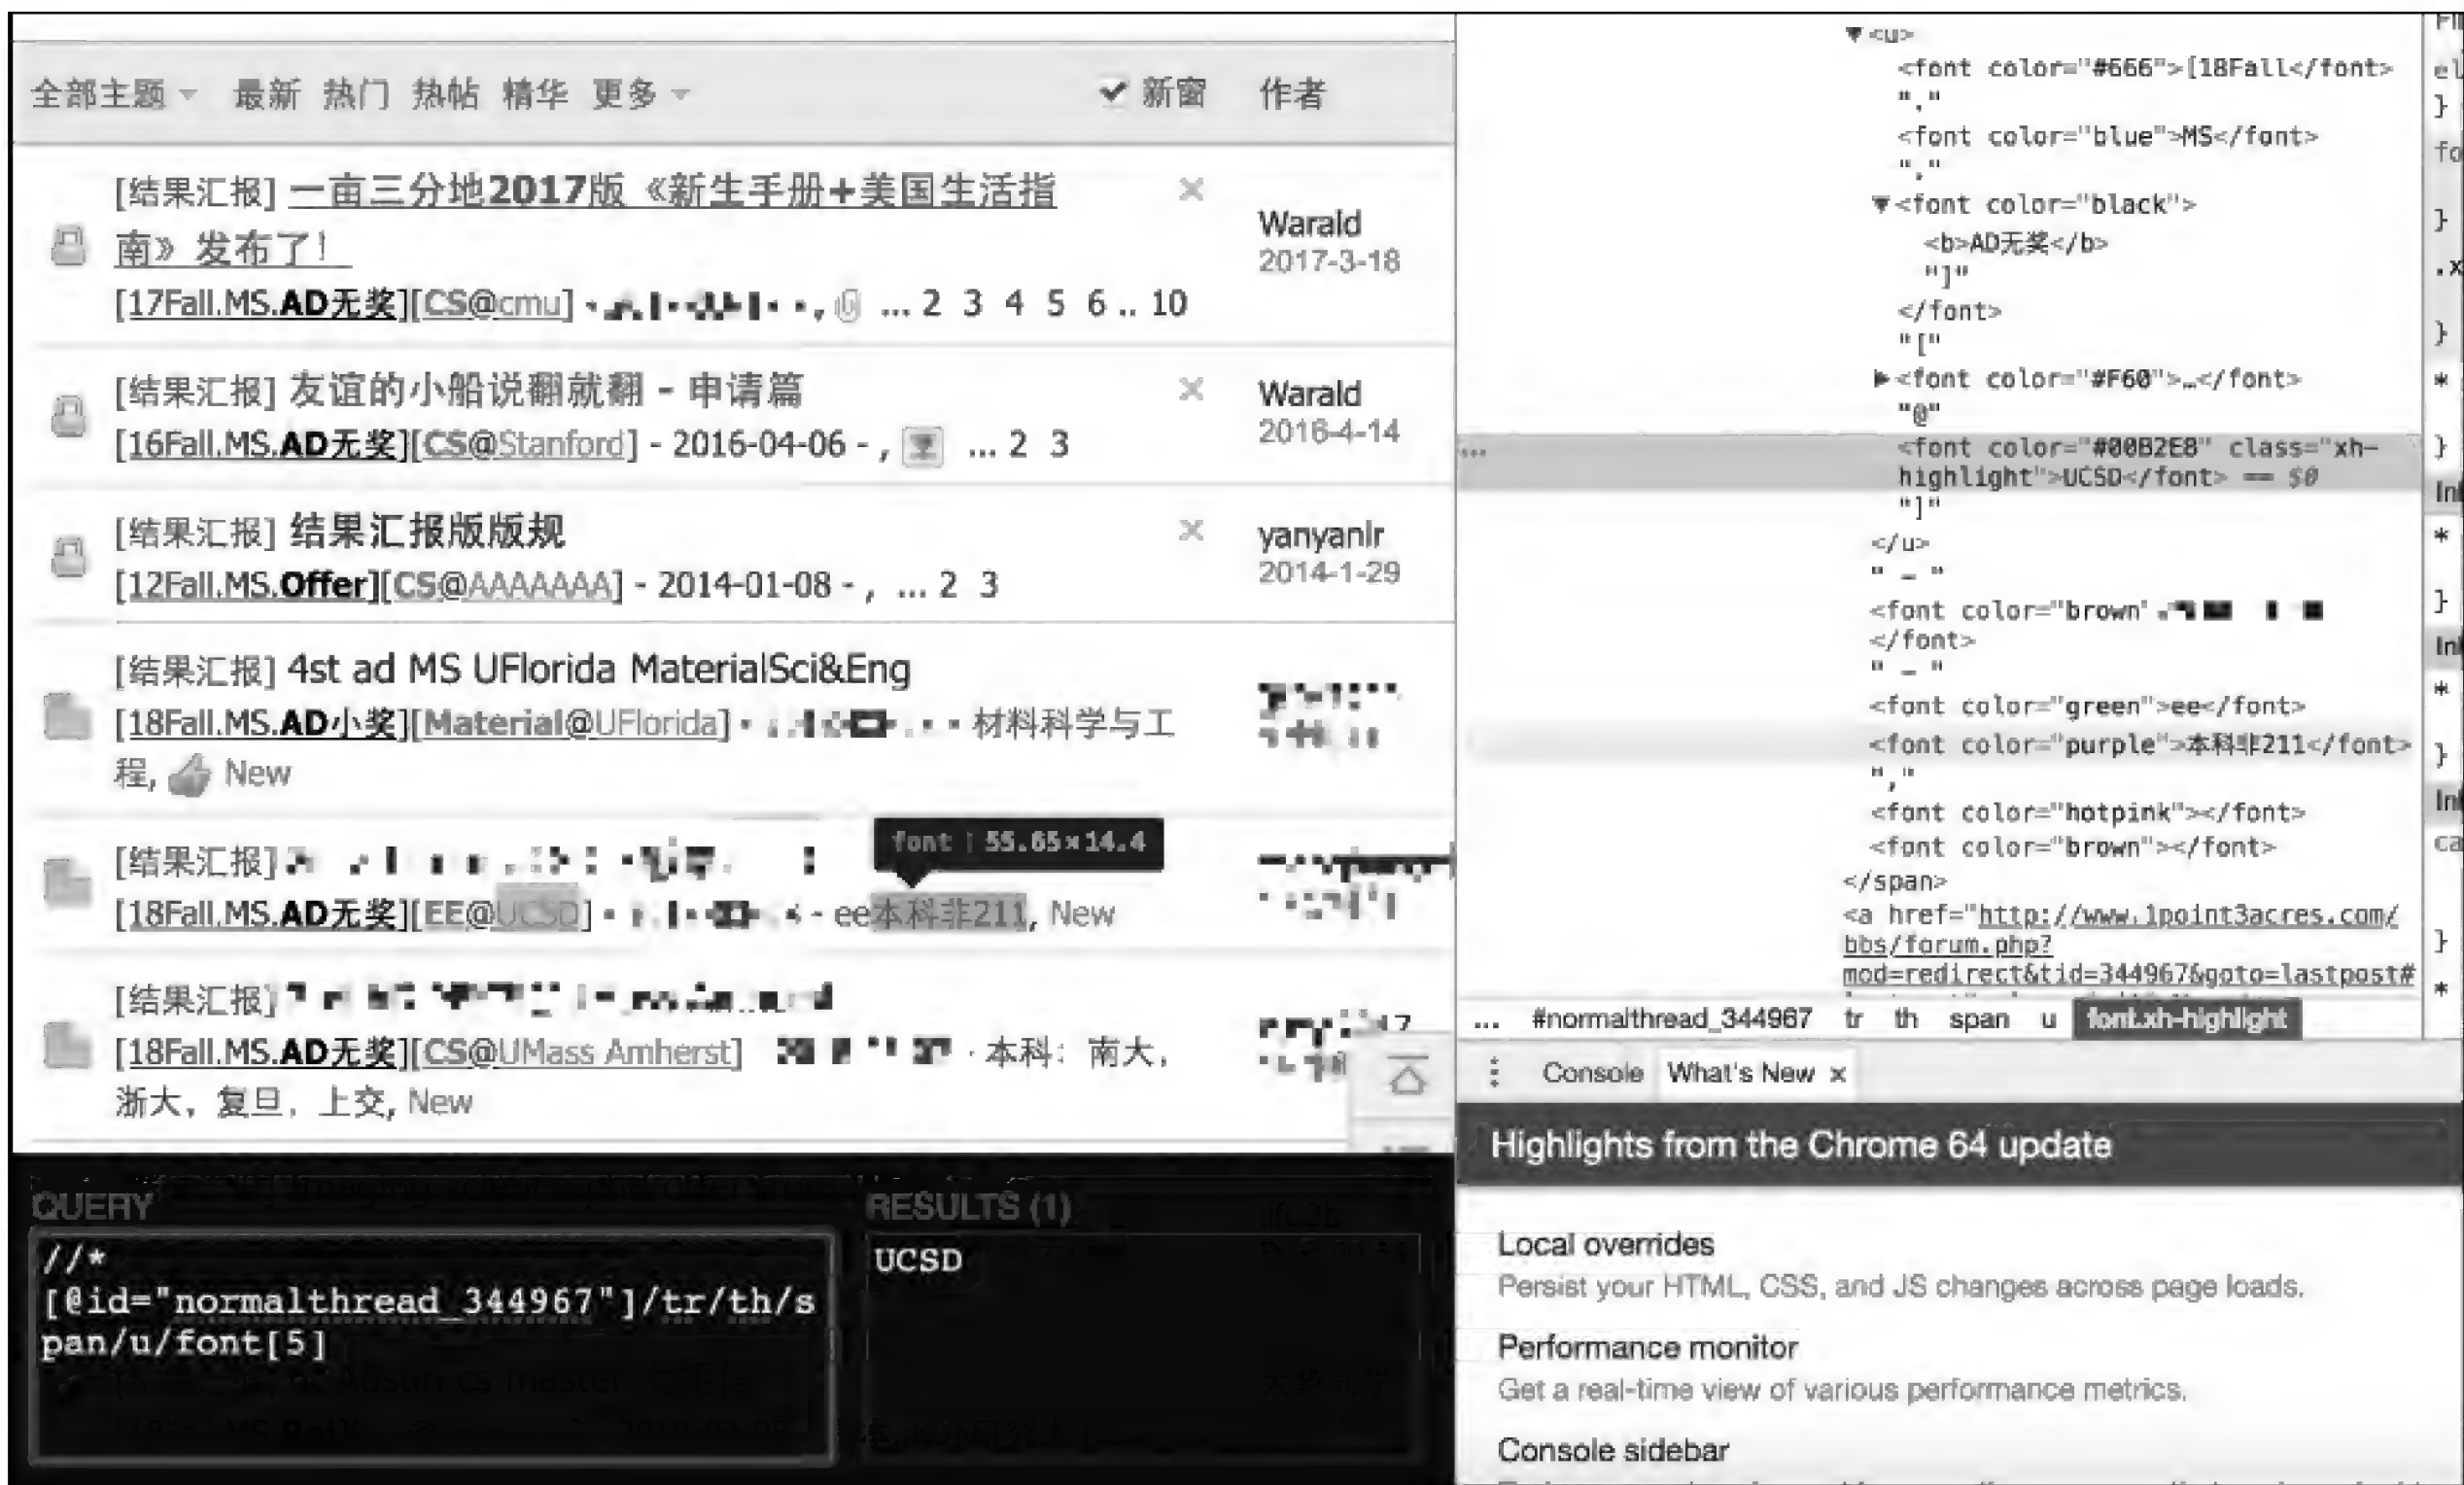 全部主题 最新 热门 热帖 精华 更多 新窗 作者
[结果汇报] 一亩三分地2017版《新生手册+美国生活指
南》发布了!
[17Fall.MS.AD无奖][CS@cmu] ... 2 3 4 5 6 .. 10
Warald
2017-3-18
[结果汇报] 友谊的小船说翻就翻 - 申请篇
[16Fall.MS.AD无奖][CS@Stanford] - 2016-04-06 - , ... 2 3
Warald
2016-4-14
[结果汇报] 结果汇报版版规
[12Fall.MS.Offer][CS@AAAAAAA] - 2014-01-08 - , ... 2 3
yanyanlr
2014-1-29
[结果汇报] 4st ad MS UFlorida MaterialSci&Eng
[18Fall.MS.AD小奖][Material@UFlorida] - 材料科学与工
程, New
[结果汇报]
font | 55.65×14.4
[18Fall.MS.AD无奖][EE@UCSD] - - ee本科非211, New
[结果汇报]
[18Fall.MS.AD无奖][CS@UMass Amherst] 本科：南大,
浙大, 复旦, 上交, New
QUERY
//*
[@id="normalthread_344967"]/tr/th/s
pan/u/font[5]
RESULTS (1)
UCSD
▼<u>
<font color="#666">[18Fall</font>
"."
<font color="blue">MS</font>
"."
▼<font color="black">
<b>AD无奖</b>
"]"
</font>
"["
▶<font color="#F60">…</font>
"@"
<font color="#00B2E8" class="xh-
highlight">UCSD</font> == $0
"]"
</u>
" - "
<font color="brown"
</font>
" - "
<font color="green">ee</font>
<font color="purple">本科非211</font>
","
<font color="hotpink"></font>
<font color="brown"></font>
</span>
<a href="http://www.1point3acres.com/
bbs/forum.php?
mod=redirect&tid=344967&goto=lastpost#
... #normalthread_344967 tr th span u font.xh-highlight
Console What's New ×
Highlights from the Chrome 64 update
Local overrides
Persist your HTML, CSS, and JS changes across page loads.
Performance monitor
Get a real-time view of various performance metrics.
Console sidebar